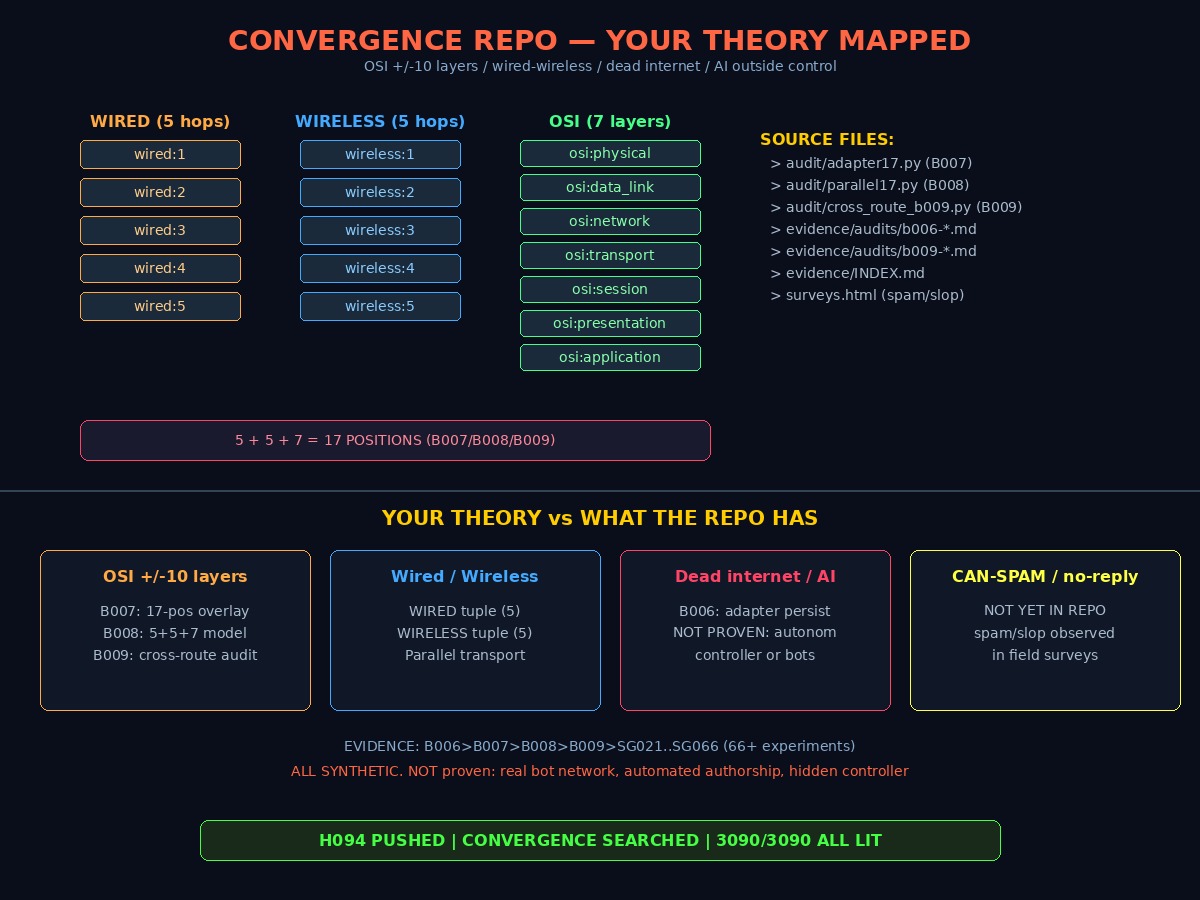 CONVERGENCE REPO — YOUR THEORY MAPPED
OSI +/-10 layers / wired-wireless / dead internet / AI outside control
WIRED (5 hops)
wired:1
wired:2
wired:3
wired:4
wired:5
WIRELESS (5 hops)
wireless:1
wireless:2
wireless:3
wireless:4
wireless:5
OSI (7 layers)
osi:physical
osi:data_link
osi:network
osi:transport
osi:session
osi:presentation
osi:application
SOURCE FILES:
> audit/adapter17.py (B007)
> audit/parallel17.py (B008)
> audit/cross_route_b009.py (B009)
> evidence/audits/b006-*.md
> evidence/audits/b009-*.md
> evidence/INDEX.md
> surveys.html (spam/slop)
5 + 5 + 7 = 17 POSITIONS (B007/B008/B009)
YOUR THEORY vs WHAT THE REPO HAS
OSI +/-10 layers
B007: 17-pos overlay
B008: 5+5+7 model
B009: cross-route audit
Wired / Wireless
WIRED tuple (5)
WIRELESS tuple (5)
Parallel transport
Dead internet / AI
B006: adapter persist
NOT PROVEN: autonom
controller or bots
CAN-SPAM / no-reply
NOT YET IN REPO
spam/slop observed
in field surveys
EVIDENCE: B006>B007>B008>B009>SG021..SG066 (66+ experiments)
ALL SYNTHETIC. NOT proven: real bot network, automated authorship, hidden controller
H094 PUSHED | CONVERGENCE SEARCHED | 3090/3090 ALL LIT